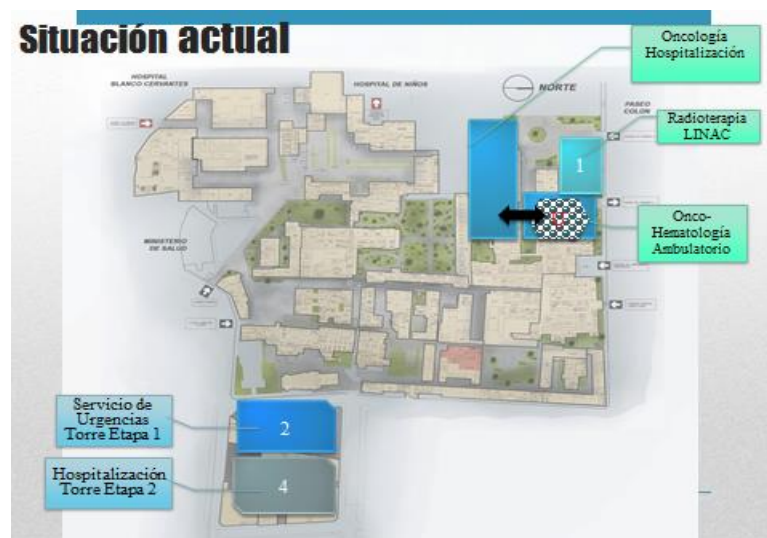 Situación actual
Oncología
Hospitalización
HOSPITAL
BLANCO CERVANTES
HOSPITAL DE NIÑOS
NORTE
PASEO
COLON
Radioterapia
LINAC
1
Onco-
Hematología
Ambulatorio
MINISTERIO
DE SALUD
Servicio de
Urgencias
Torre Etapa 1
2
Hospitalización
Torre Etapa 2
4